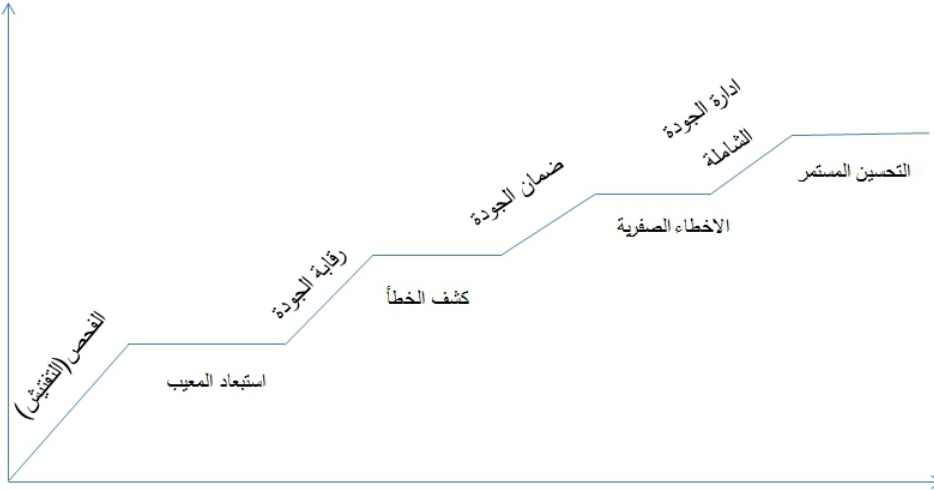 الفحص(التفتيش)
استبعاد المعيب
رقابة الجودة
كشف الخطأ
ضمان الجودة
الاخطاء الصفرية
ادارة الجودة
الشاملة
التحسين المستمر